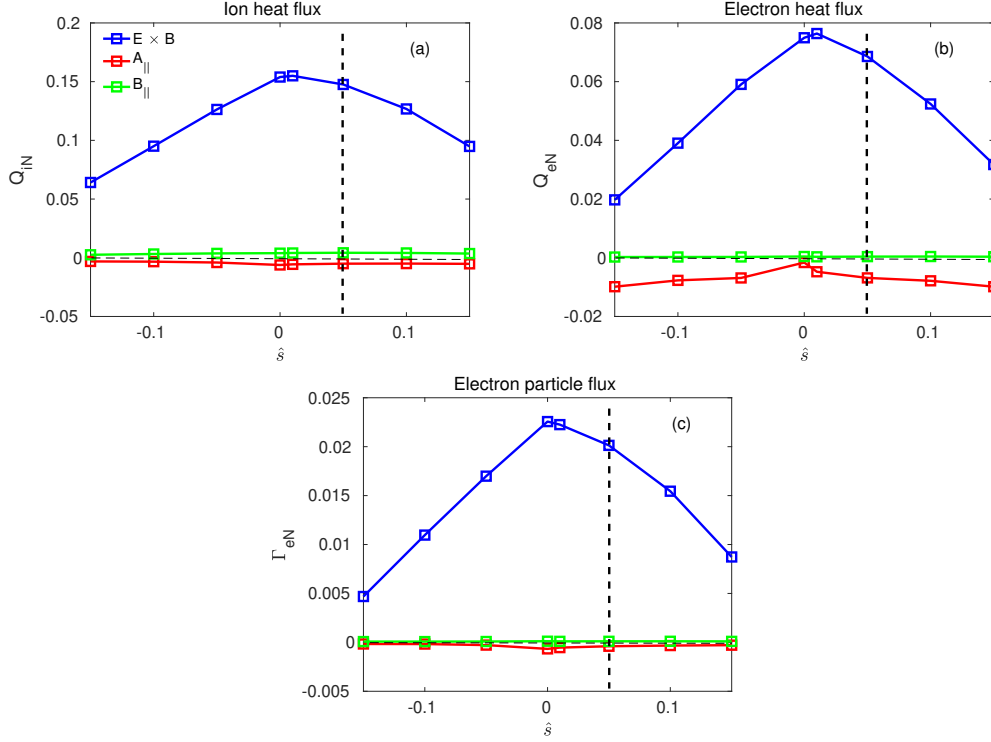 Ion heat flux
(a)
E × B
A||
B||
0.2
0.15
0.1
0.05
0
-0.05
QiN
-0.1
0
0.1
ŝ
Electron heat flux
(b)
0.08
0.06
0.04
0.02
0
-0.02
QeN
-0.1
0
0.1
ŝ
Electron particle flux
(c)
0.025
0.02
0.015
0.01
0.005
0
-0.005
ΓeN
-0.1
0
0.1
ŝ